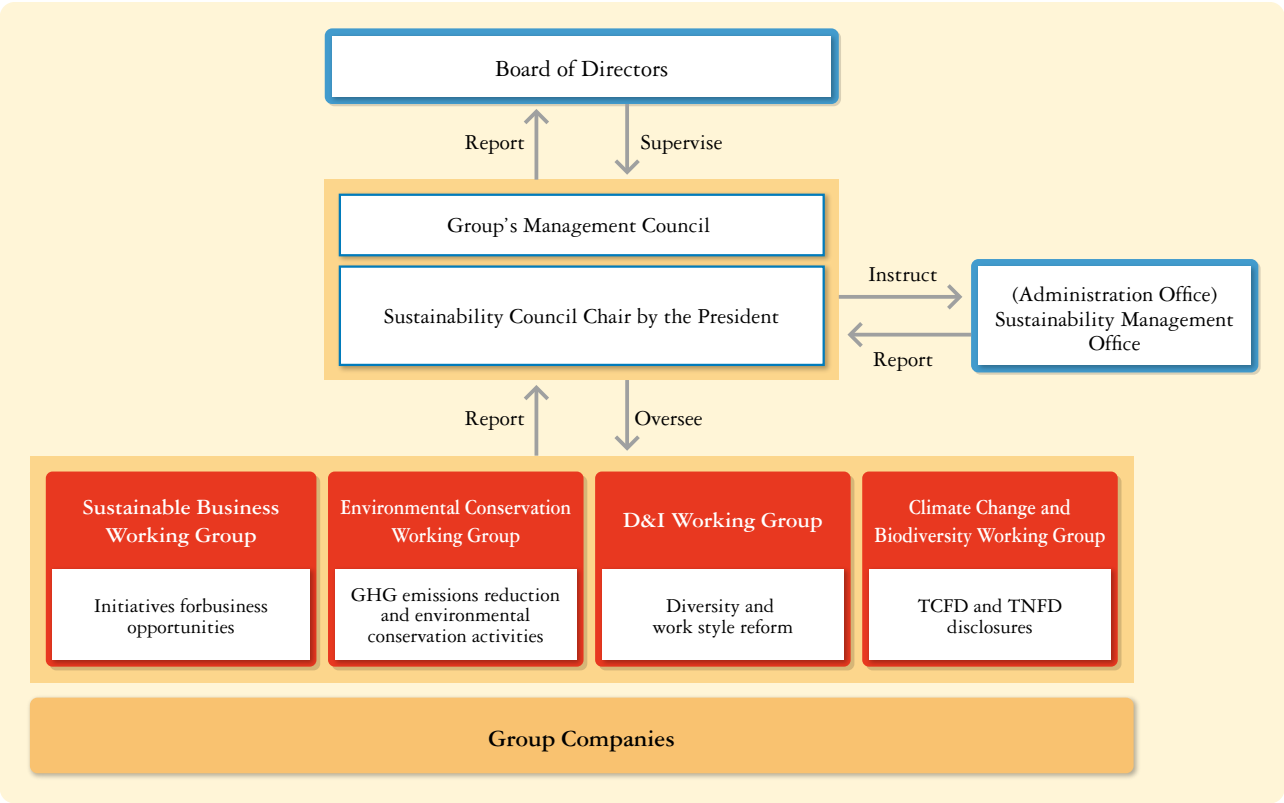 Board of Directors
Report
Supervise
Group's Management Council
Sustainability Council Chair by the President
Instruct
Report
(Administration Office)
Sustainability Management
Office
Report
Oversee
Sustainable Business
Working Group
Initiatives forbusiness
opportunities
Environmental Conservation
Working Group
GHG emissions reduction
and environmental
conservation activities
D&I Working Group
Diversity and
work style reform
Climate Change and
Biodiversity Working Group
TCFD and TNFD
disclosures
Group Companies